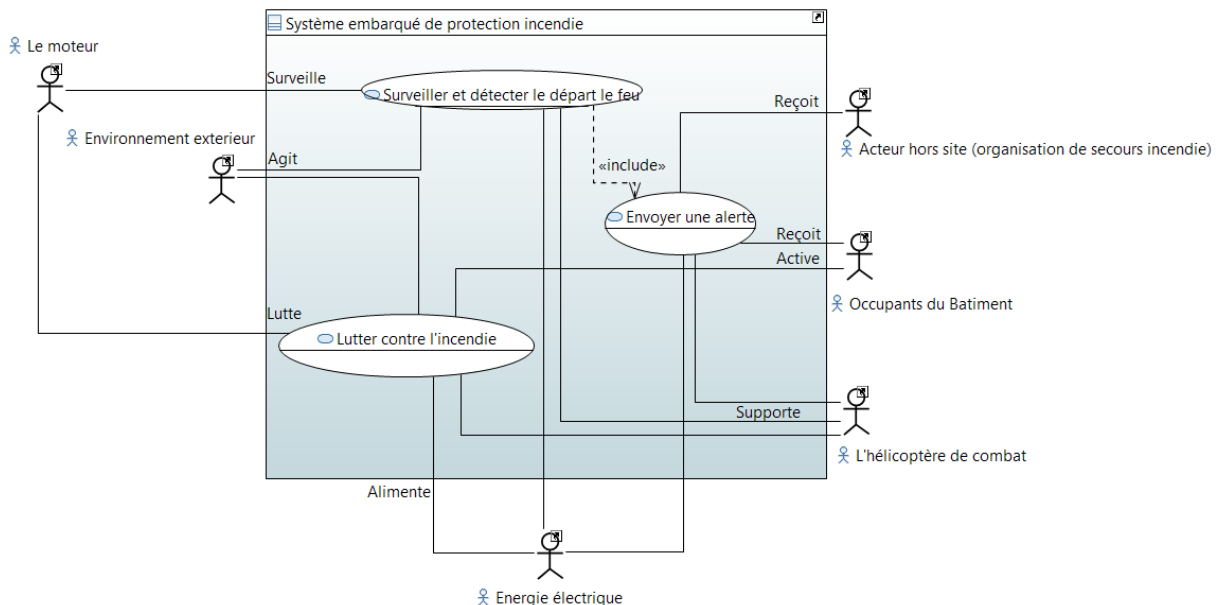 Système embarqué de protection incendie
Le moteur
Surveille
Surveiller et détecter le départ le feu
Reçoit
Environnement exterieur
Acteur hors site (organisation de secours incendie)
Agit
«include»
Envoyer une alerte
Reçoit
Active
Occupants du Batiment
Lutte
Lutter contre l'incendie
Supporte
L'hélicoptère de combat
Alimente
Energie électrique